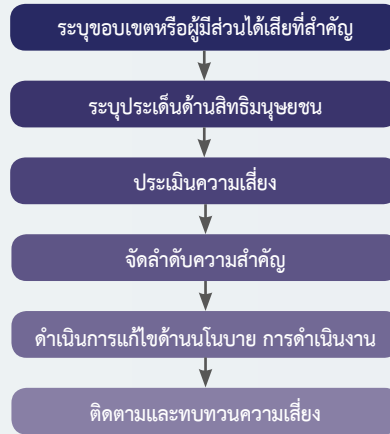 ระบุขอบเขตหรือผู้มีส่วนได้เสียที่สำคัญ
ระบุประเด็นด้านสิทธิมนุษยชน
ประเมินความเสี่ยง
จัดลำดับความสำคัญ
ดำเนินการแก้ไขด้านนโนบาย การดำเนินงาน
ติดตามและทบทวนความเสี่ยง